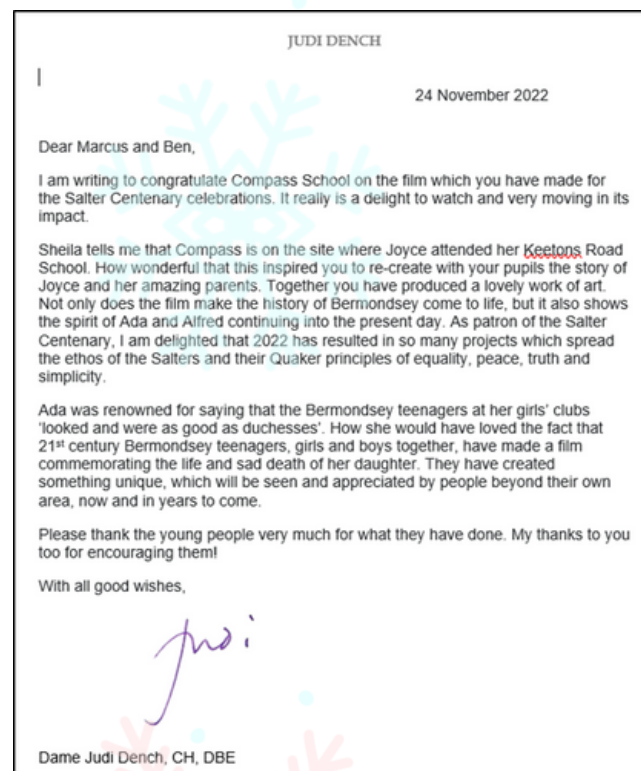 JUDI DENCH
24 November 2022
Dear Marcus and Ben,
I am writing to congratulate Compass School on the film which you have made for
the Salter Centenary celebrations. It really is a delight to watch and very moving in its
impact.
Sheila tells me that Compass is on the site where Joyce attended her Keetons Road
School. How wonderful that this inspired you to re-create with your pupils the story of
Joyce and her amazing parents. Together you have produced a lovely work of art.
Not only does the film make the history of Bermondsey come to life, but it also shows
the spirit of Ada and Alfred continuing into the present day. As patron of the Salter
Centenary, I am delighted that 2022 has resulted in so many projects which spread
the ethos of the Salters and their Quaker principles of equality, peace, truth and
simplicity.
Ada was renowned for saying that the Bermondsey teenagers at her girls' clubs
'looked and were as good as duchesses'. How she would have loved the fact that
21st century Bermondsey teenagers, girls and boys together, have made a film
commemorating the life and sad death of her daughter. They have created
something unique, which will be seen and appreciated by people beyond their own
area, now and in years to come.
Please thank the young people very much for what they have done. My thanks to you
too for encouraging them!
With all good wishes,
Judi
Dame Judi Dench, CH, DBE